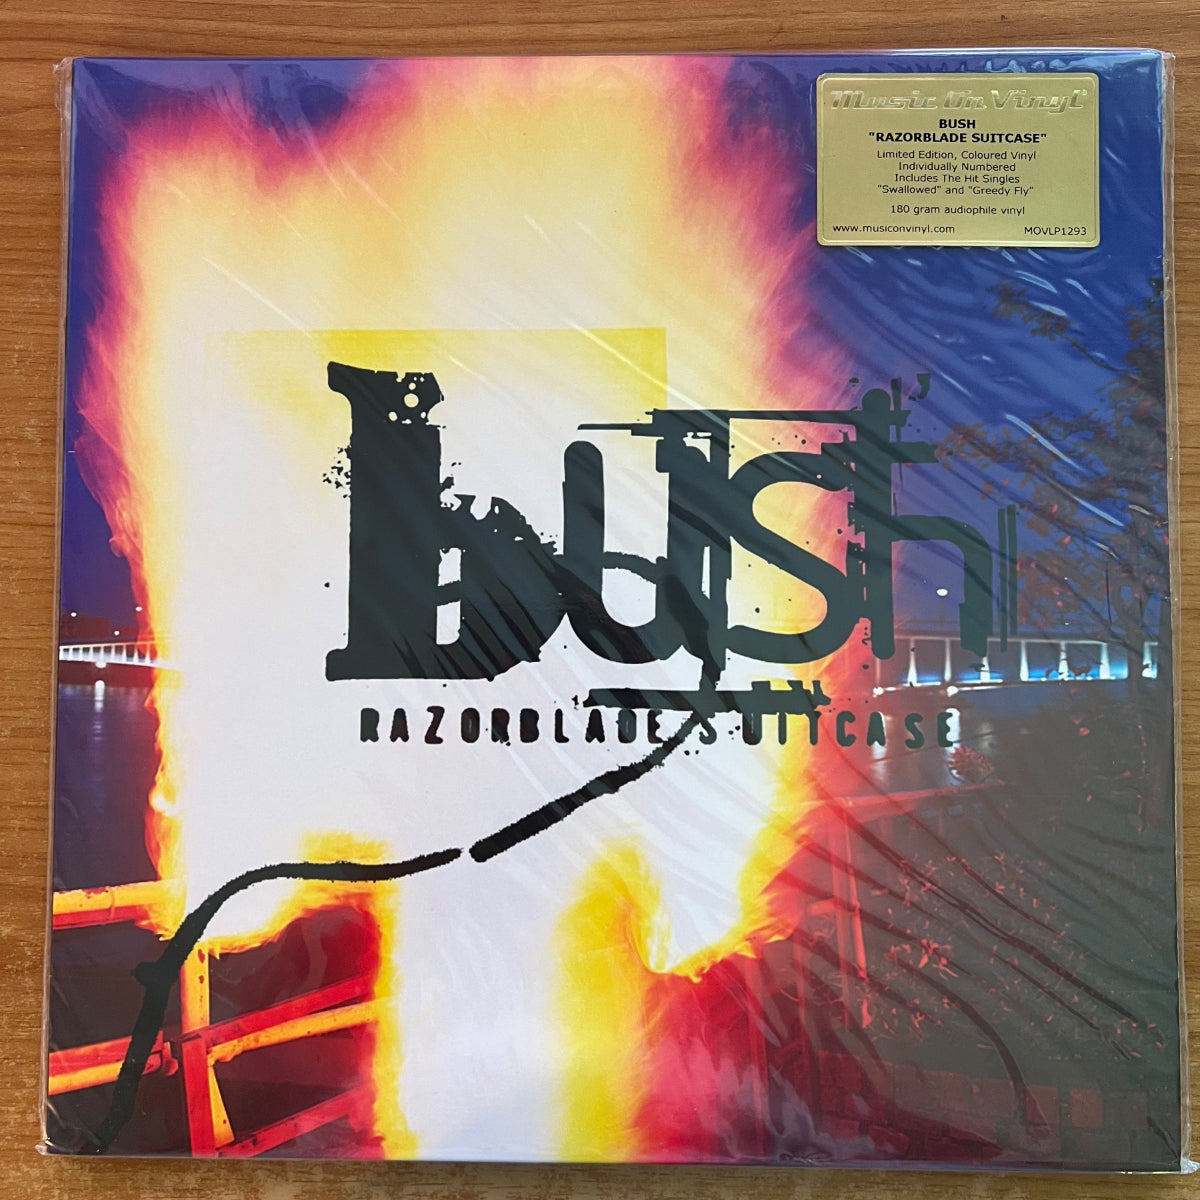 Music On Vinyl
BUSH
"RAZORBLADE SUITCASE"
Limited Edition, Coloured Vinyl
Individually Numbered
Includes The Hit Singles
"Swallowed" and "Greedy Fly"
180 gram audiophile vinyl
www.musiconvinyl.com MOVLP1293
bush
RAZORBLADE SUITCASE